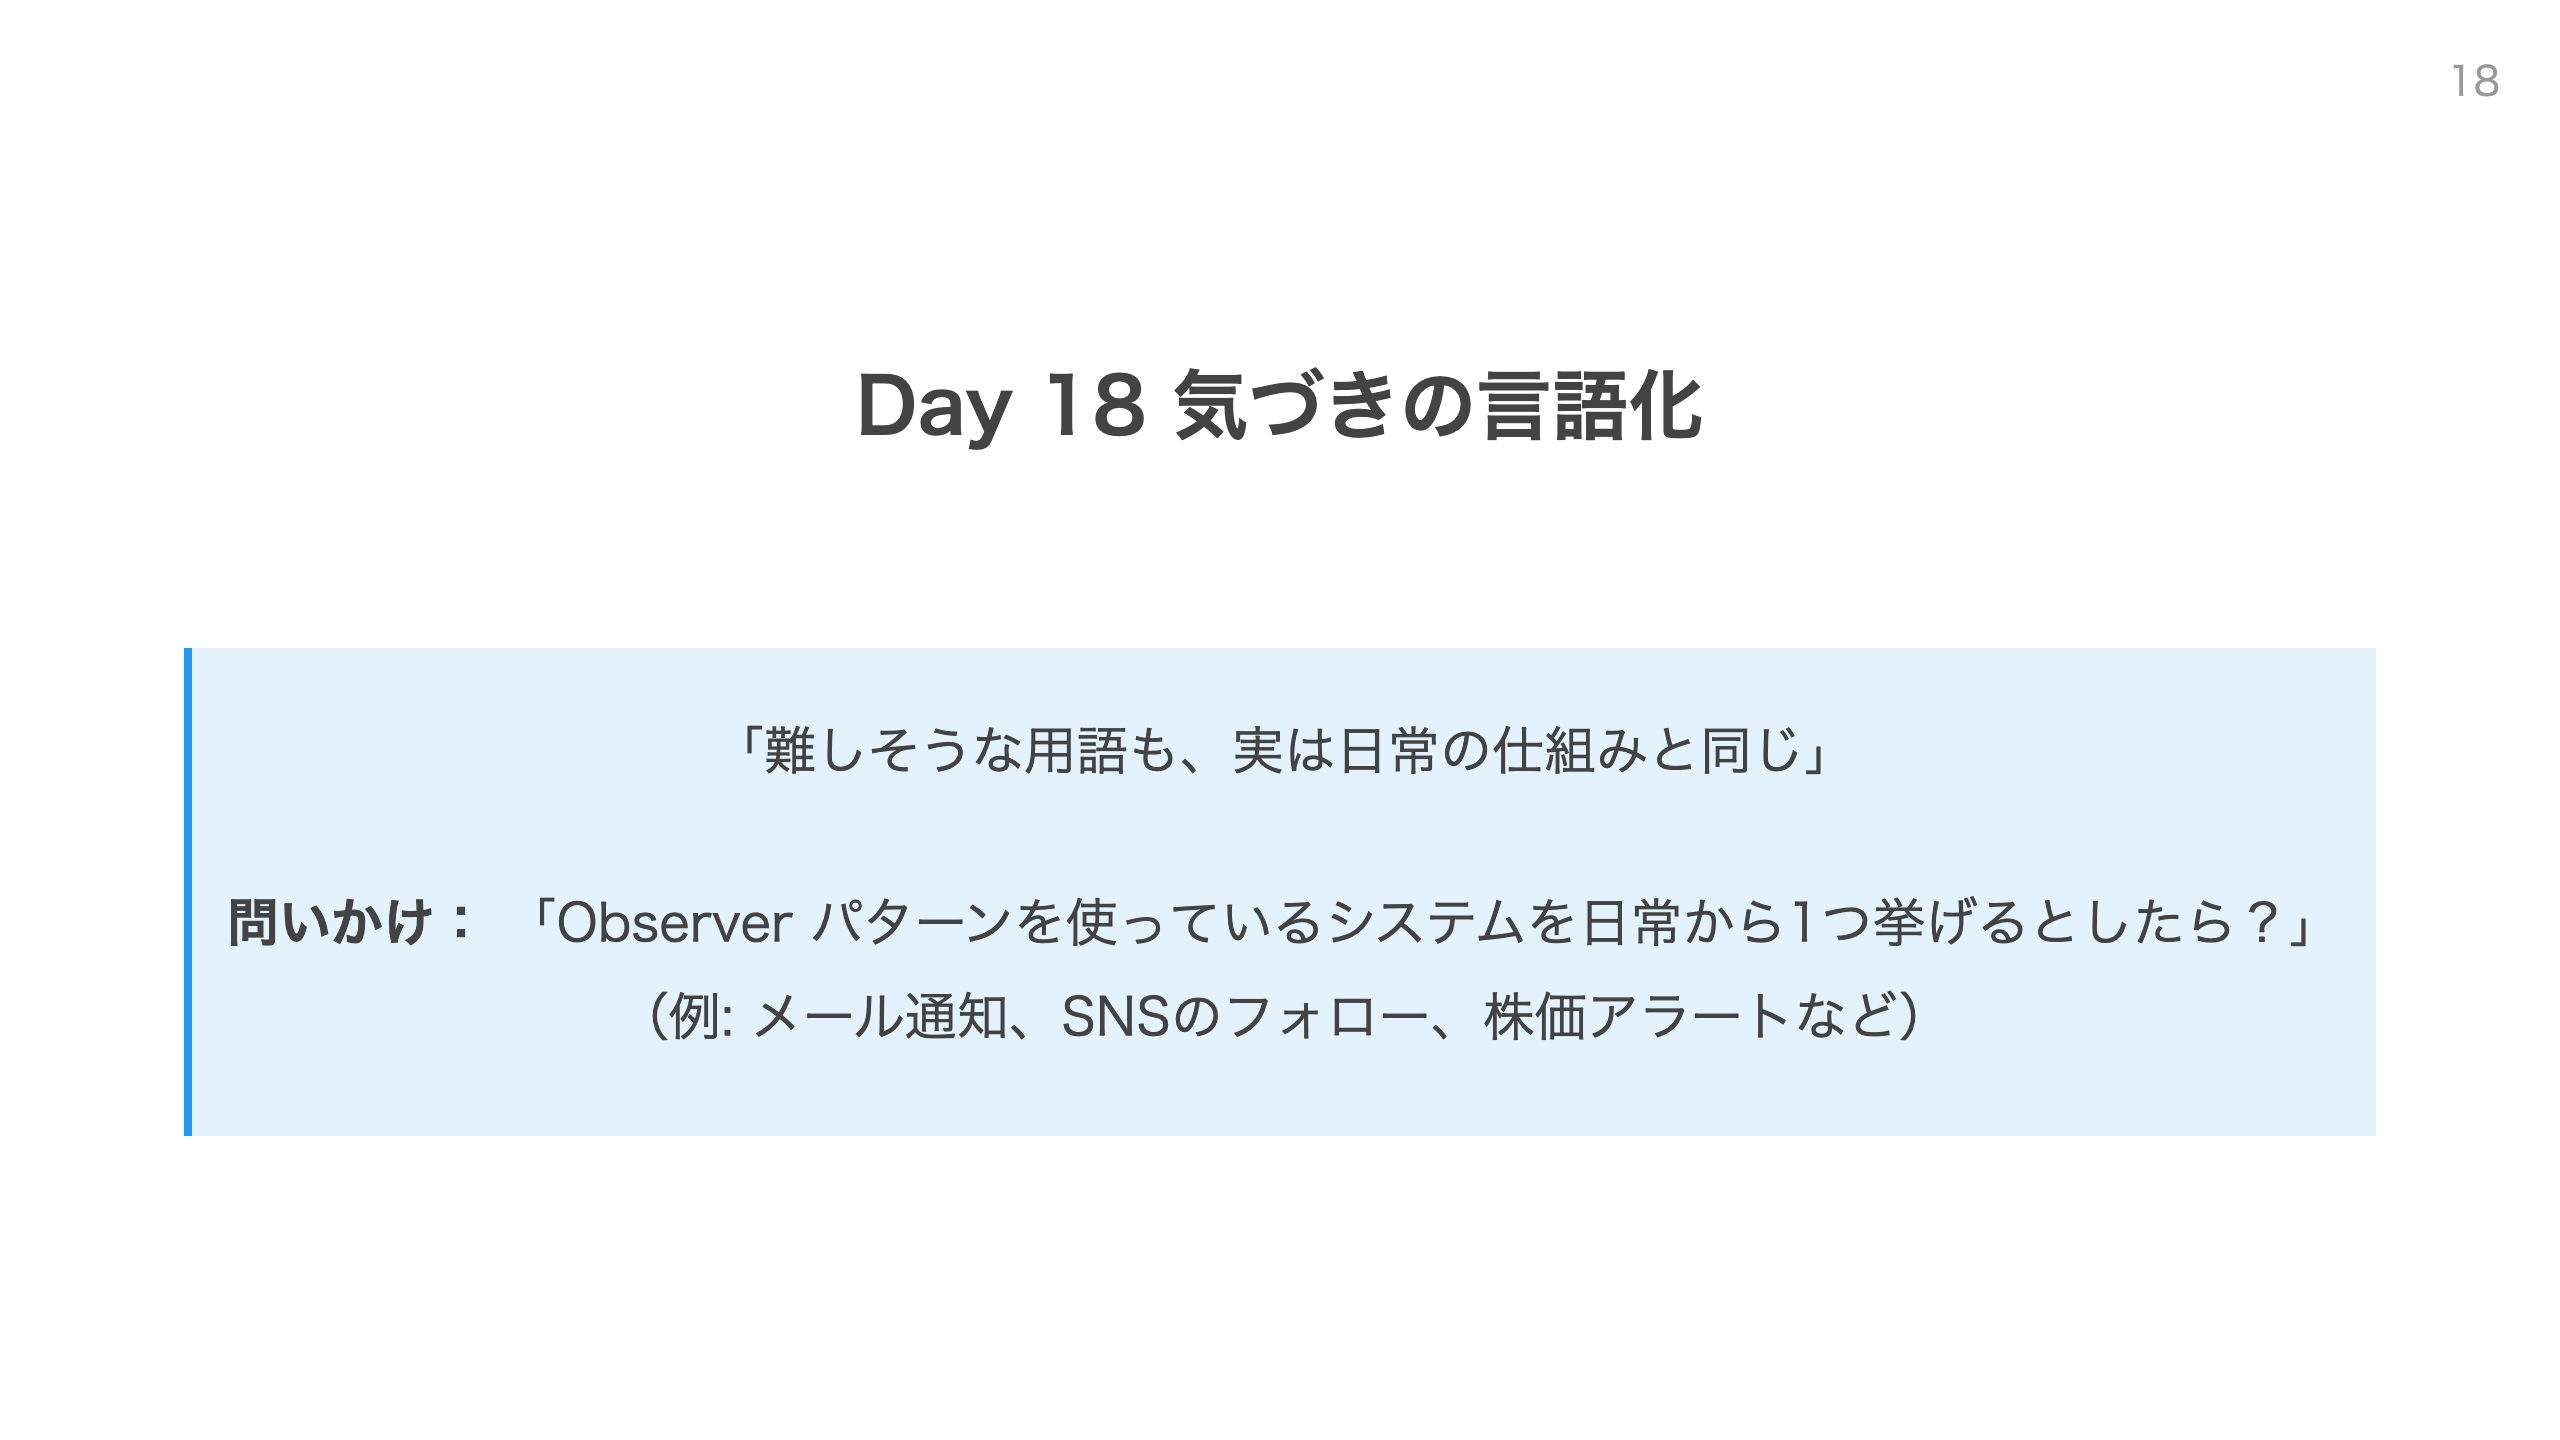 18
Day 18 気づきの言語化
「難しそうな用語も、実は日常の仕組みと同じ」
問いかけ： 「Observer パターンを使っているシステムを日常から1つ挙げるとしたら？」
（例: メール通知、SNSのフォロー、株価アラートなど）